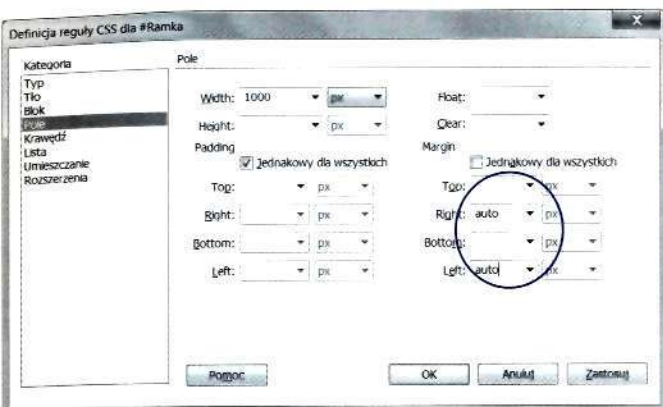 Definicja reguły CSS dla #Ramka
x
Kategoria
Typ
Tło
Blok
Pole
Krawędź
Lista
Umieszczanie
Rozszerzenia
Pole
Width: 1000 px Float:
Height: px Clear:
Padding Margin
Jednakowy dla wszystkich Jednakowy dla wszystkich
Top: px Top: px
Right: px Right: auto px
Bottom: px Bottom: px
Left: px Left: auto px
Pomoc OK Anuluj Zastosuj